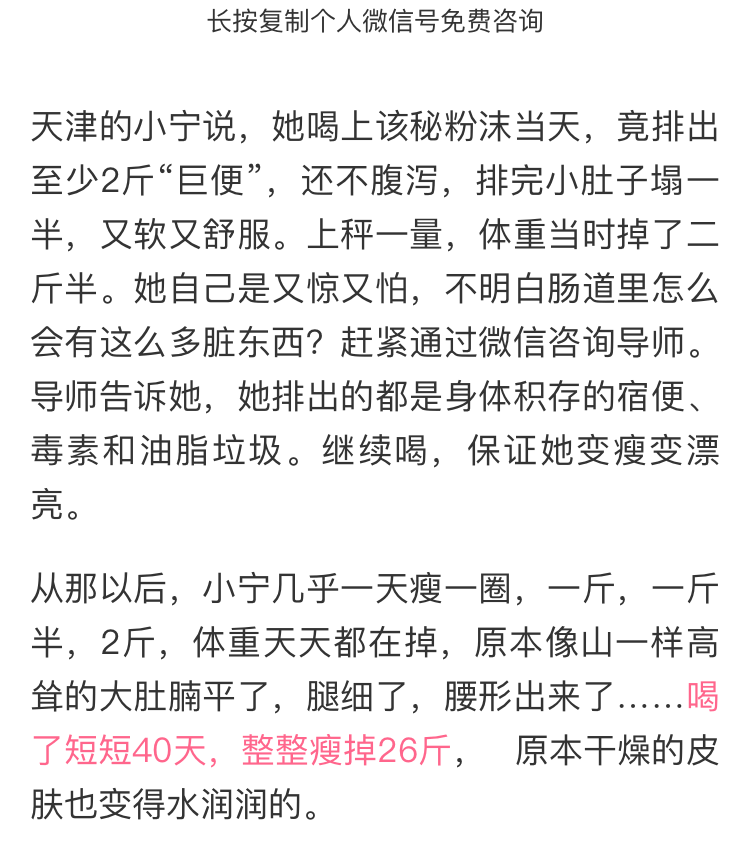 长按复制个人微信号免费咨询
天津的小宁说，她喝上该秘粉沫当天，竟排出
至少2斤“巨便”，还不腹泻，排完小肚子塌一
半，又软又舒服。上秤一量，体重当时掉了二
斤半。她自己是又惊又怕，不明白肠道里怎么
会有这么多脏东西？赶紧通过微信咨询导师。
导师告诉她，她排出的都是身体积存的宿便、
毒素和油脂垃圾。继续喝，保证她变瘦变漂
亮。
从那以后，小宁几乎一天瘦一圈，一斤，一斤
半，2斤，体重天天都在掉，原本像山一样高
耸的大肚腩平了，腿细了，腰形出来了……喝
了短短40天，整整瘦掉26斤， 原本干燥的皮
肤也变得水润润的。